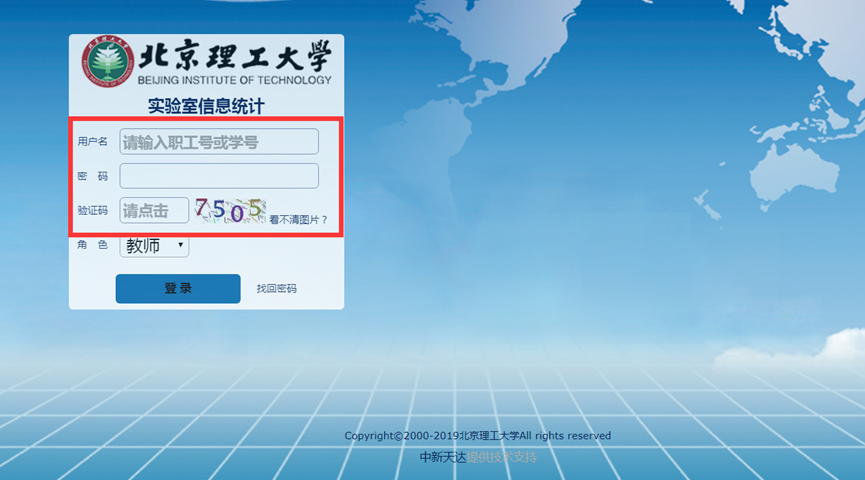 北京理工大学
BEIJING INSTITUTE OF TECHNOLOGY
实验室信息统计
用户名 请输入职工号或学号
密 码
验证码 请点击 7505 看不清图片？
角 色 教师
登 录 找回密码
Copyright©2000-2019北京理工大学All rights reserved
中新天达提供技术支持